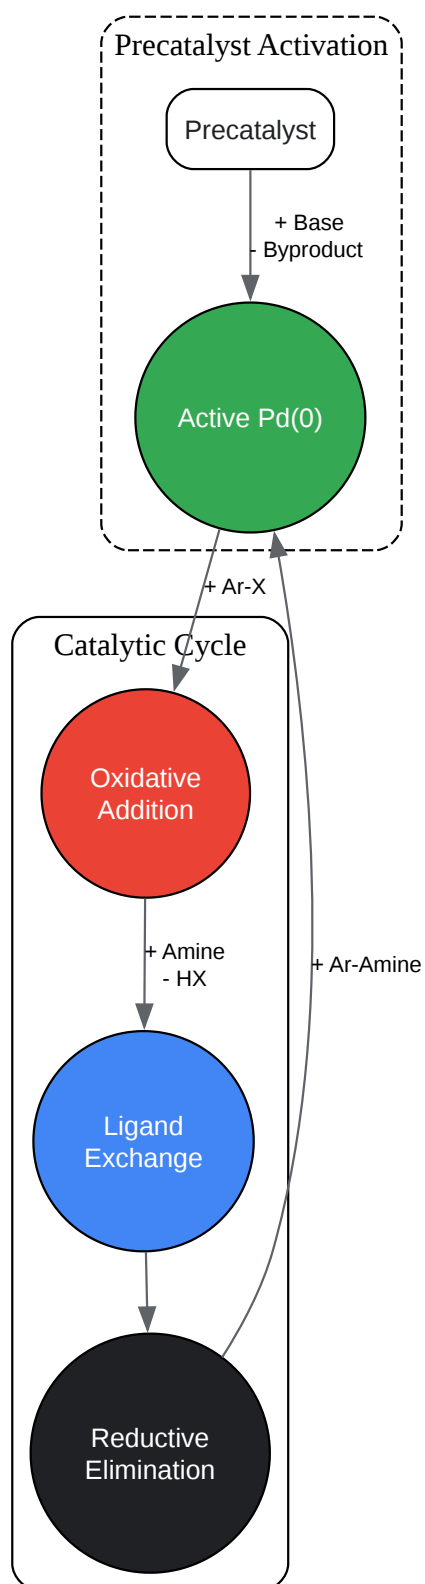 Precatalyst Activation
Precatalyst
+ Base
- Byproduct
Active Pd(0)
+ Ar-X
Catalytic Cycle
Oxidative
Addition
+ Amine
- HX
+ Ar-Amine
Ligand
Exchange
Reductive
Elimination